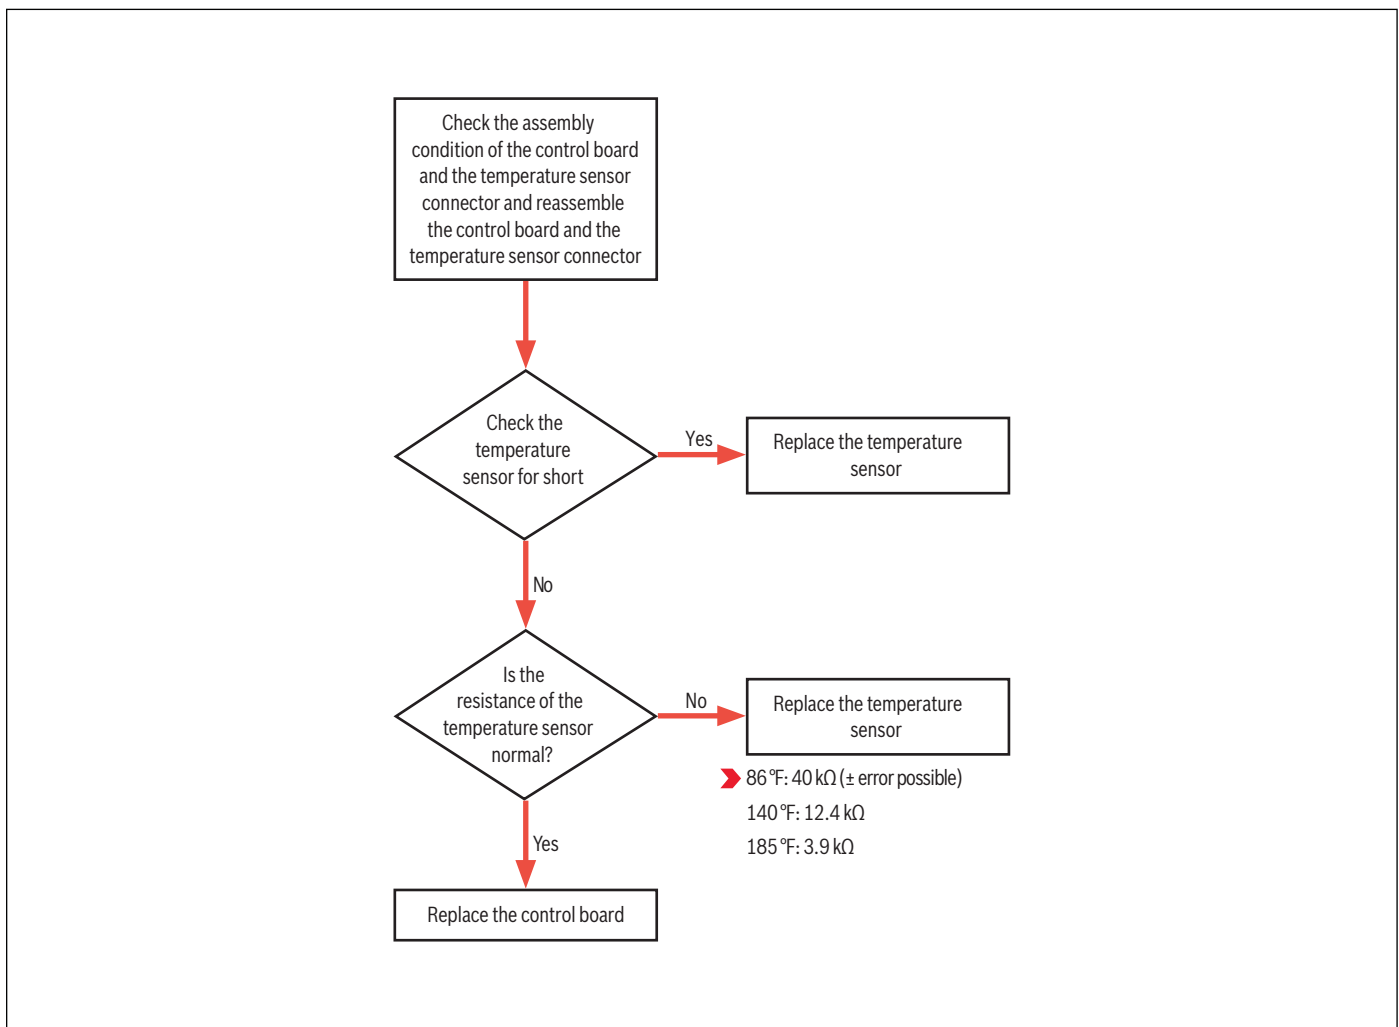 Check the assembly
condition of the control board
and the temperature sensor
connector and reassemble
the control board and the
temperature sensor connector
Check the
temperature
sensor for short
Yes
Replace the temperature
sensor
No
Is the
resistance of the
temperature sensor
normal?
No
Replace the temperature
sensor
86 °F: 40 kΩ (± error possible)
140 °F: 12.4 kΩ
185 °F: 3.9 kΩ
Yes
Replace the control board